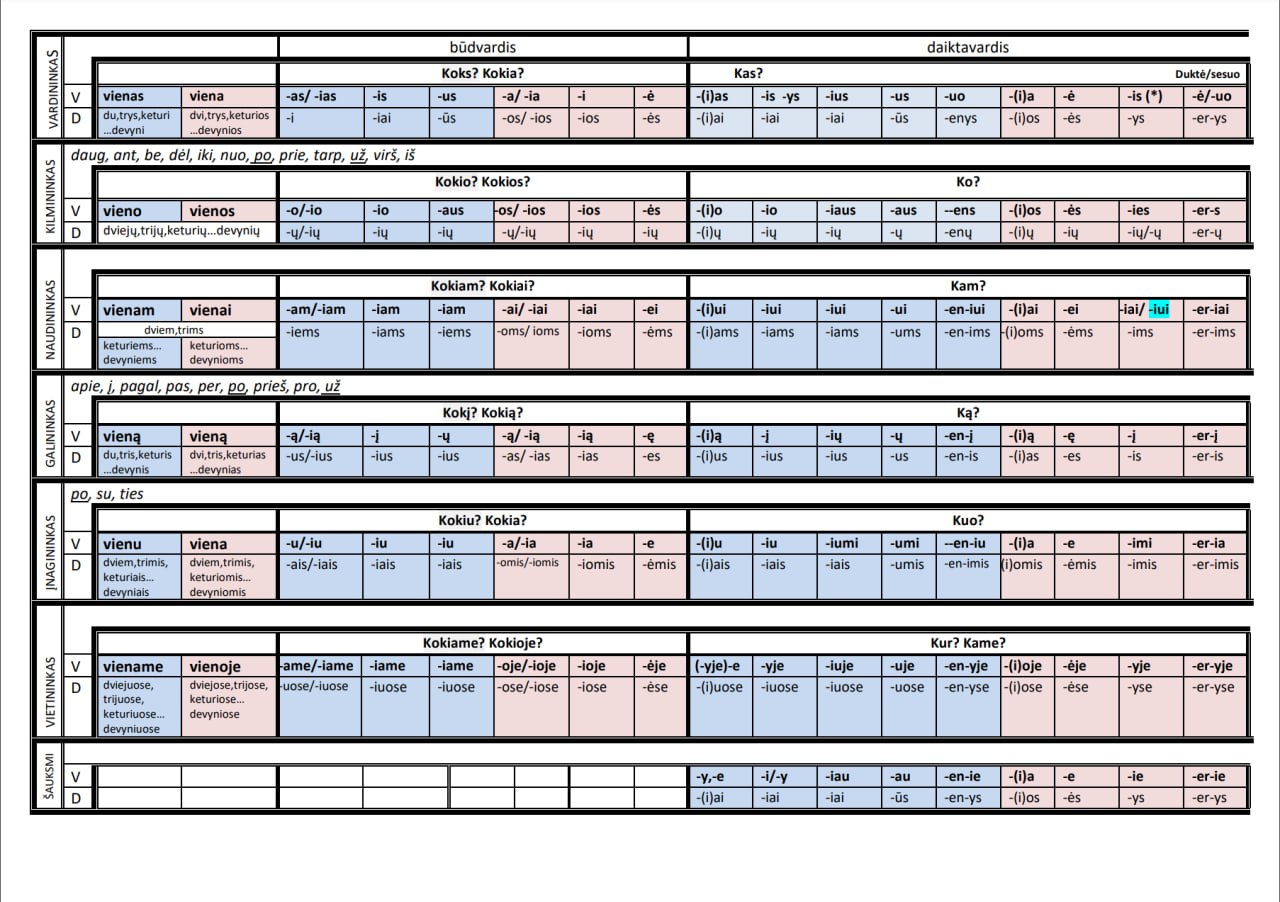 būdvardis daiktavardis
VARDININKAS
Koks? Kokia? Kas? Duktė/sesuo
V vienas viena -as/ -ias -is -us -a/ -ia -i -ė -(i)as -is -ys -ius -us -uo -(i)a -ė -is (*) -ė/-uo
D du,trys,keturi dvi,trys,keturios -i -iai -ūs -os/ -ios -ios -ės -(i)ai -iai -iai -ūs -enys -(i)os -ės -ys -er-ys
...devyni ...devynios
KILMININKAS
daug, ant, be, dėl, iki, nuo, po, prie, tarp, už, virš, iš
Kokio? Kokios? Ko?
V vieno vienos -o/-io -io -aus -os/ -ios -ios -ės -(i)o -io -iaus -aus --ens -(i)os -ės -ies -er-s
D dviejų,trijų,keturių...devynių -ų/-ių -ių -ių -ų/-ių -ių -ių -(i)ų -ių -ių -ų -enų -(i)ų -ių -ių/-ų -er-ų
NAUDININKAS
Kokiam? Kokiai? Kam?
V vienam vienai -am/-iam -iam -iam -ai/ -iai -iai -ei -(i)ui -iui -iui -ui -en-iui -(i)ai -ei -iai/ -iui -er-iai
D dviem,trims -iems -iams -iems -oms/ ioms -ioms -ėms -(i)ams -iams -iams -ums -en-ims -(i)oms -ėms -ims -er-ims
keturiems... keturioms...
devyniems devynioms
GALININKAS
apie, į, pagal, pas, per, po, prieš, pro, už
Kokį? Kokią? Ką?
V vieną vieną -ą/-ią -į -ų -ą/ -ią -ią -ę -(i)ą -į -ių -ų -en-į -(i)ą -ę -į -er-į
D du,tris,keturis dvi,tris,keturias -us/-ius -ius -ius -as/ -ias -ias -es -(i)us -ius -ius -us -en-is -(i)as -es -is -er-is
...devynis ...devynias
ĮNAGININKAS
po, su, ties
Kokiu? Kokia? Kuo?
V vienu viena -u/-iu -iu -iu -a/-ia -ia -e -(i)u -iu -iumi -umi --en-iu -(i)a -e -imi -er-ia
D dviem,trimis, dviem,trimis, -ais/-iais -iais -iais -omis/-iomis -iomis -ėmis -(i)ais -iais -iais -umis -en-imis (i)omis -ėmis -imis -er-imis
keturiais... keturiomis...
devyniais devyniomis
VIETININKAS
Kokiame? Kokioje? Kur? Kame?
V viename vienoje -ame/-iame -iame -iame -oje/-ioje -ioje -ėje (-yje)-e -yje -iuje -uje -en-yje -(i)oje -ėje -yje -er-yje
D dviejuose, dviejose,trijose, -uose/-iuose -iuose -iuose -ose/-iose -iose -ėse -(i)uose -iuose -iuose -uose -en-yse -(i)ose -ėse -yse -er-yse
trijuose, keturiose...
keturiuose... devyniose
devyniuose
ŠAUKSMI
V -y,-e -i/-y -iau -au -en-ie -(i)a -e -ie -er-ie
D -(i)ai -iai -iai -ūs -en-ys -(i)os -ės -ys -er-ys